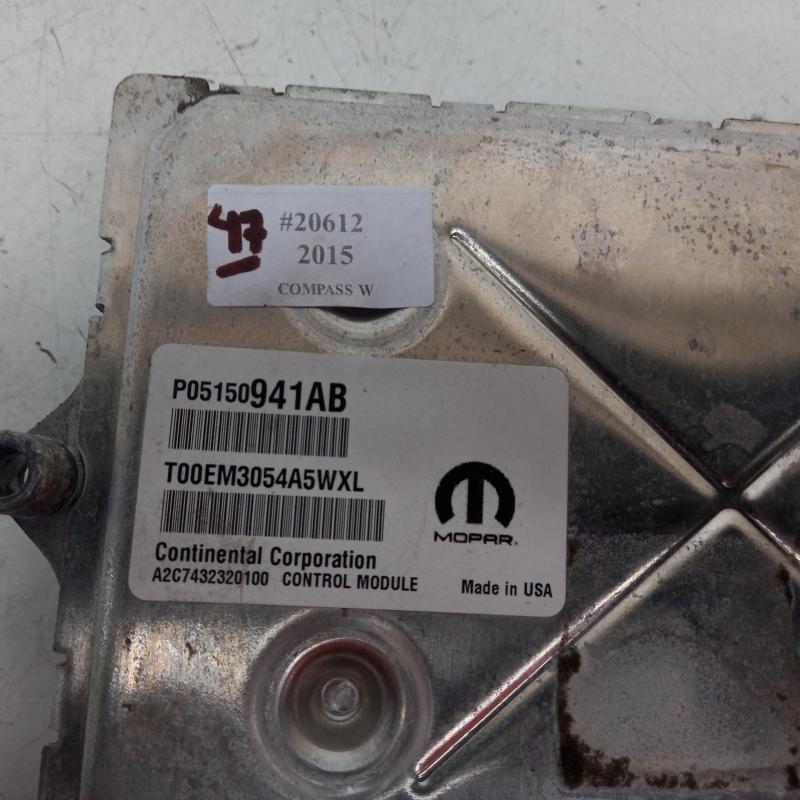 47
#20612
2015
COMPASS W
P05150941AB
T00EM3054A5WXL
MOPAR
Continental Corporation
A2C7432320100 CONTROL MODULE Made in USA